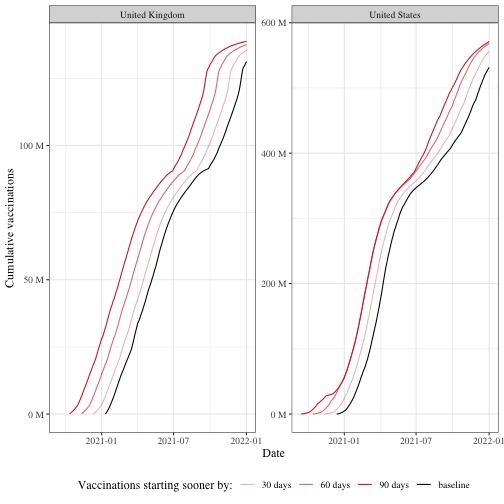 United Kingdom
United States
Cumulative vaccinations
100 M
50 M
0 M
600 M
400 M
200 M
0 M
2021-01
2021-07
2022-01
2021-01
2021-07
2022-01
Date
Vaccinations starting sooner by:
30 days
60 days
90 days
baseline